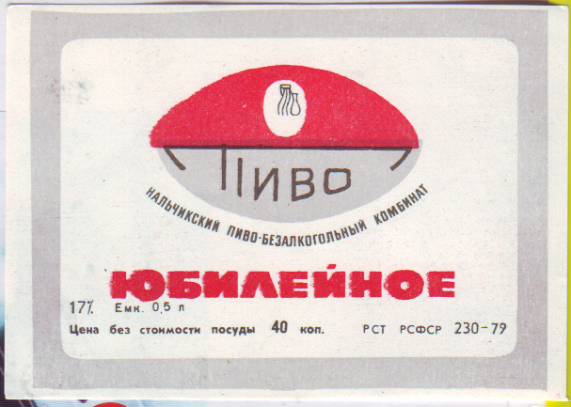 ПИВО
НАЛЬЧИКСКИЙ ПИВО-БЕЗАЛКОГОЛЬНЫЙ КОМБИНАТ
ЮБИЛЕЙНОЕ
17% Емк. 0,5 л
Цена без стоимости посуды 40 коп. РСТ РСФСР 230-79